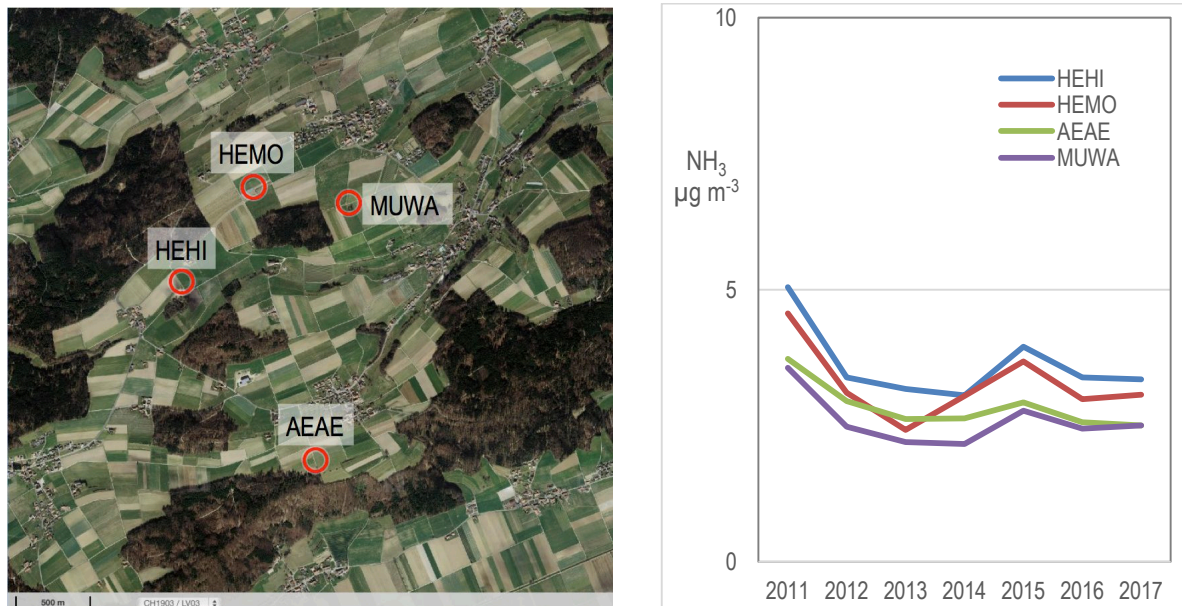 HEMO
MUWA
HEHI
AEAE
500 m
CH1903 / LV03
10
HEHI
HEMO
AEAE
MUWA
NH₃
µg m⁻³
5
0
2011 2012 2013 2014 2015 2016 2017